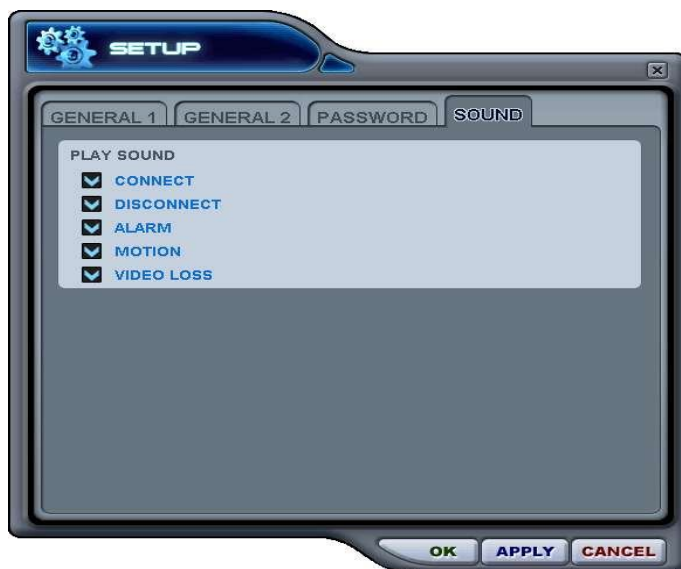 SETUP
GENERAL 1 GENERAL 2 PASSWORD SOUND
PLAY SOUND
CONNECT
DISCONNECT
ALARM
MOTION
VIDEO LOSS
OK APPLY CANCEL